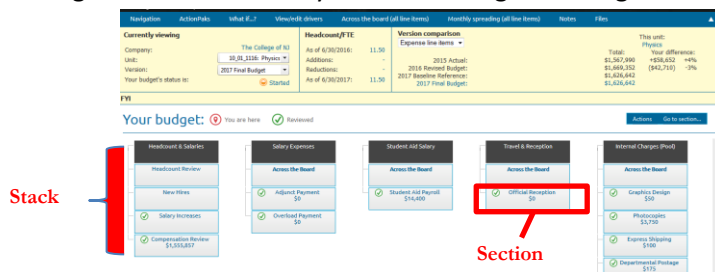 Navigation ActionPaks What if...? View/edit drivers Across the board (all line items) Monthly spreading (all line items) Notes Files
Currently viewing
Company: The College of NJ
Unit: 10_01_1116: Physics
Version: 2017 Final Budget
Your budget's status is: Started
Headcount/FTE
As of 6/30/2016: 11.50
Additions: -
Reductions: -
As of 6/30/2017: 11.50
Version comparison
Expense line items
This unit:
Physics
Total: Your difference:
2015 Actual: $1,567,990 +$58,652 +4%
2016 Revised Budget: $1,669,352 ($42,710) -3%
2017 Baseline Reference: $1,626,642
2017 Final Budget: $1,626,642
FYI
Your budget: You are here Reviewed
Actions Go to section...
Headcount & Salaries
Headcount Review
New Hires
Salary Increases
Compensation Review
$1,555,857
Salary Expenses
Across the Board
Adjunct Payment
$0
Overload Payment
$0
Student Aid Salary
Across the Board
Student Aid Payroll
$14,400
Travel & Reception
Across the Board
Official Reception
$0
Internal Charges (Pool)
Across the Board
Graphics Design
$50
Photocopies
$3,750
Express Shipping
$100
Departmental Postage
$175
Stack
Section